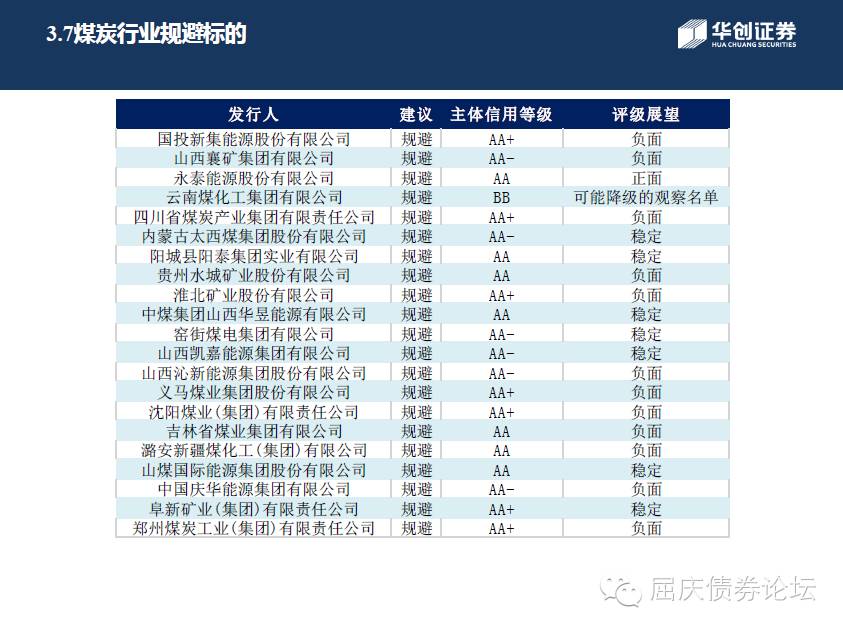 3.7煤炭行业规避标的
华创证券
HUA CHUANG SECURITIES
发行人 建议 主体信用等级 评级展望
国投新集能源股份有限公司 规避 AA+ 负面
山西襄矿集团有限公司 规避 AA- 负面
永泰能源股份有限公司 规避 AA 正面
云南煤化工集团有限公司 规避 BB 可能降级的观察名单
四川省煤炭产业集团有限责任公司 规避 AA+ 负面
内蒙古太西煤集团股份有限公司 规避 AA- 稳定
阳城县阳泰集团实业有限公司 规避 AA 稳定
贵州水城矿业股份有限公司 规避 AA 负面
淮北矿业股份有限公司 规避 AA+ 负面
中煤集团山西华昱能源有限公司 规避 AA 稳定
窑街煤电集团有限公司 规避 AA- 稳定
山西凯嘉能源集团有限公司 规避 AA- 稳定
山西沁新能源集团股份有限公司 规避 AA- 负面
义马煤业集团股份有限公司 规避 AA+ 负面
沈阳煤业(集团)有限责任公司 规避 AA+ 负面
吉林省煤业集团有限公司 规避 AA 负面
潞安新疆煤化工(集团)有限公司 规避 AA 负面
山煤国际能源集团股份有限公司 规避 AA 稳定
中国庆华能源集团有限公司 规避 AA- 负面
阜新矿业(集团)有限责任公司 规避 AA+ 稳定
郑州煤炭工业(集团)有限责任公司 规避 AA+ 负面
屈庆债券论坛